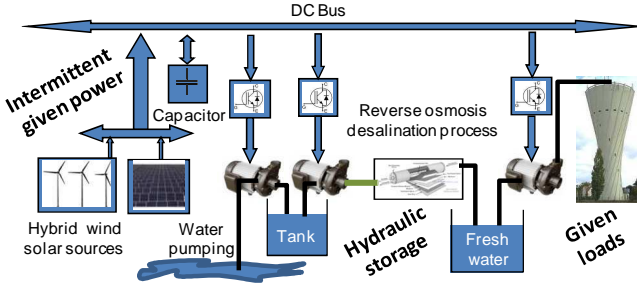 DC Bus
Intermittent
given power
Capacitor
Reverse osmosis
desalination process
Hybrid wind
solar sources
Water
pumping
Tank
Hydraulic
storage
Fresh
water
Given
loads